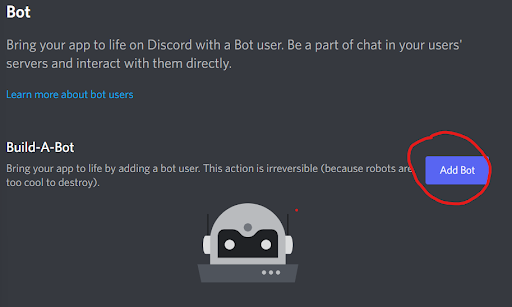 Bot
Bring your app to life on Discord with a Bot user. Be a part of chat in your users'
servers and interact with them directly.
Learn more about bot users
Build-A-Bot
Bring your app to life by adding a bot user. This action is irreversible (because robots are
too cool to destroy).
Add Bot